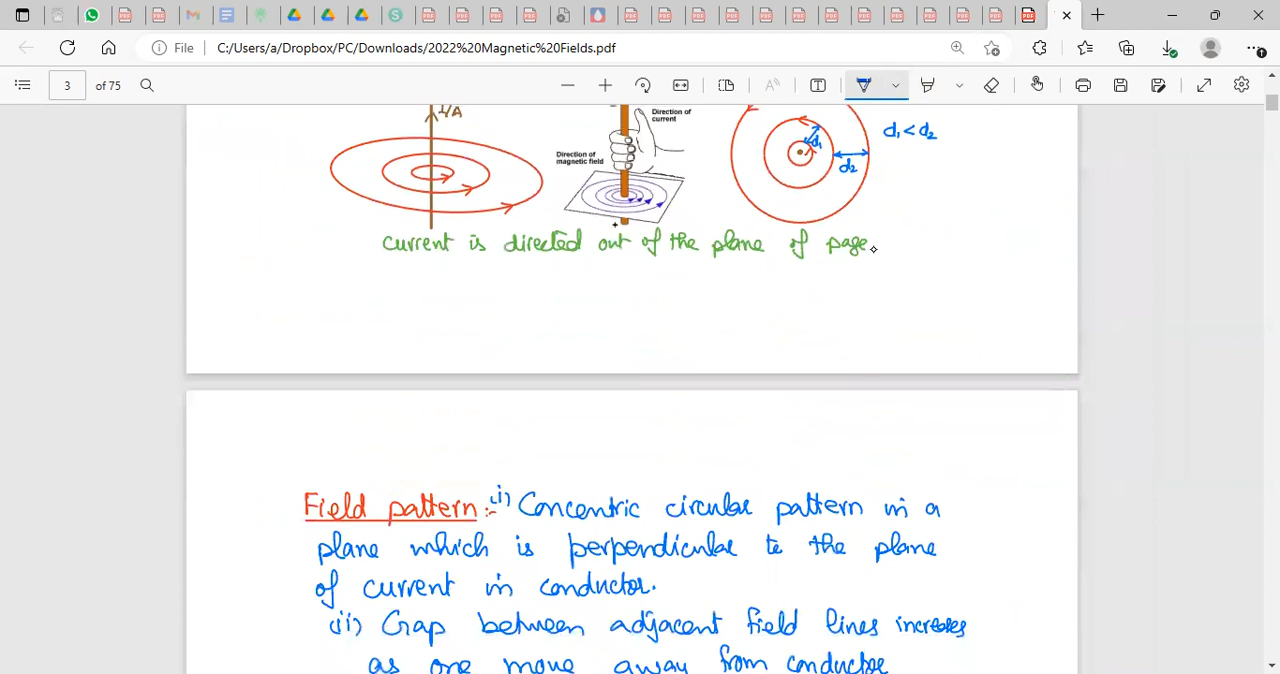 File C:/Users/a/Dropbox/PC/Downloads/2022%20Magnetic%20Fields.pdf
3 of 75
I/A
Direction of
current
Direction of
magnetic field
d₁
d₂
d₁ < d₂
current is directed out of the plane of page
Field pattern :- (i) Concentric circular pattern in a
plane which is perpendicular to the plane
of current in conductor.
(ii) Gap between adjacent field lines increases
as one move away from conductor